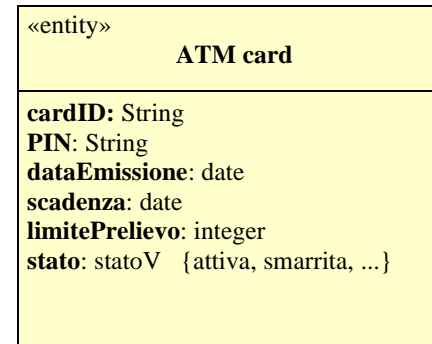 «entity»
ATM card
cardID: String
PIN: String
dataEmissione: date
scadenza: date
limitePrelievo: integer
stato: statoV {attiva, smarrita, ...}